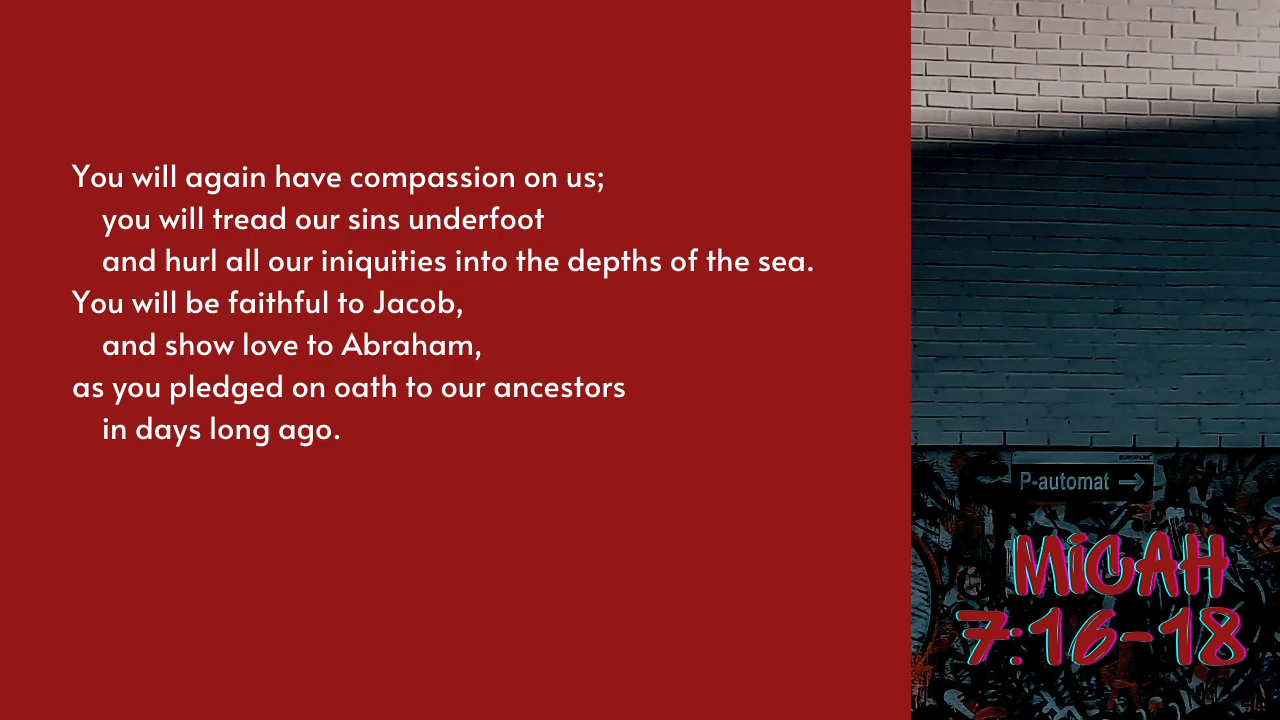 You will again have compassion on us;
you will tread our sins underfoot
and hurl all our iniquities into the depths of the sea.
You will be faithful to Jacob,
and show love to Abraham,
as you pledged on oath to our ancestors
in days long ago.
P-automat →
MiCAH
7:16-18